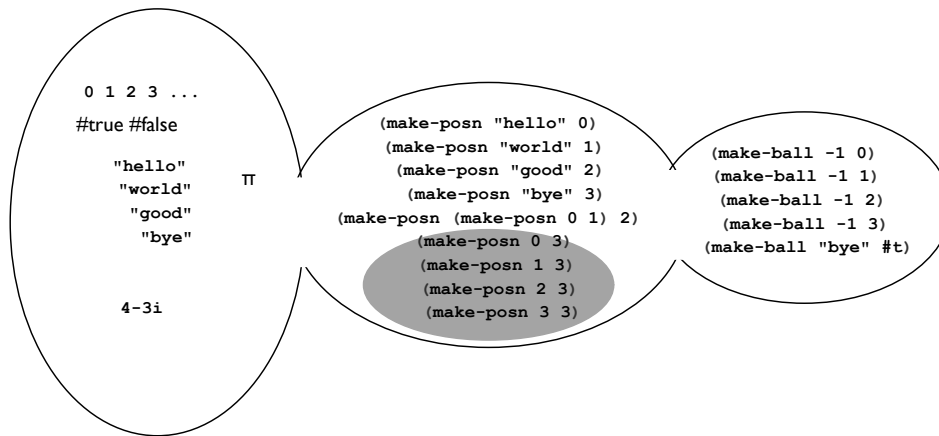 0 1 2 3 ...
#true #false
"hello"
"world"
π
"good"
"bye"
4-3i
(make-posn "hello" 0)
(make-posn "world" 1)
(make-posn "good" 2)
(make-posn "bye" 3)
(make-posn (make-posn 0 1) 2)
(make-posn 0 3)
(make-posn 1 3)
(make-posn 2 3)
(make-posn 3 3)
(make-ball -1 0)
(make-ball -1 1)
(make-ball -1 2)
(make-ball -1 3)
(make-ball "bye" #t)